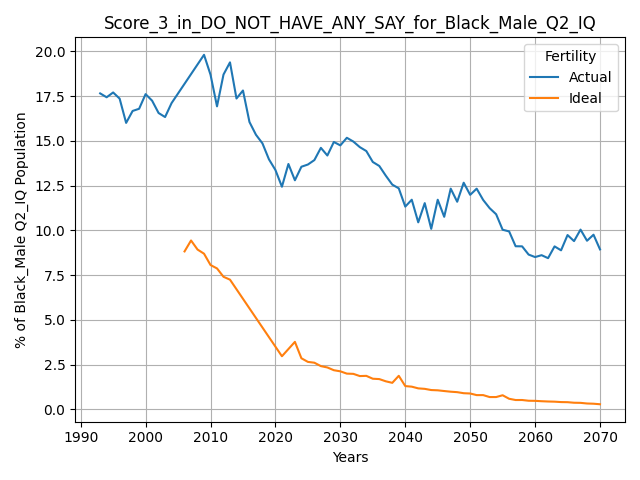 Score_3_in_DO_NOT_HAVE_ANY_SAY_for_Black_Male_Q2_IQ
% of Black_Male Q2_IQ Population
20.0
17.5
15.0
12.5
10.0
7.5
5.0
2.5
0.0
Fertility
Actual
Ideal
1990 2000 2010 2020 2030 2040 2050 2060 2070
Years